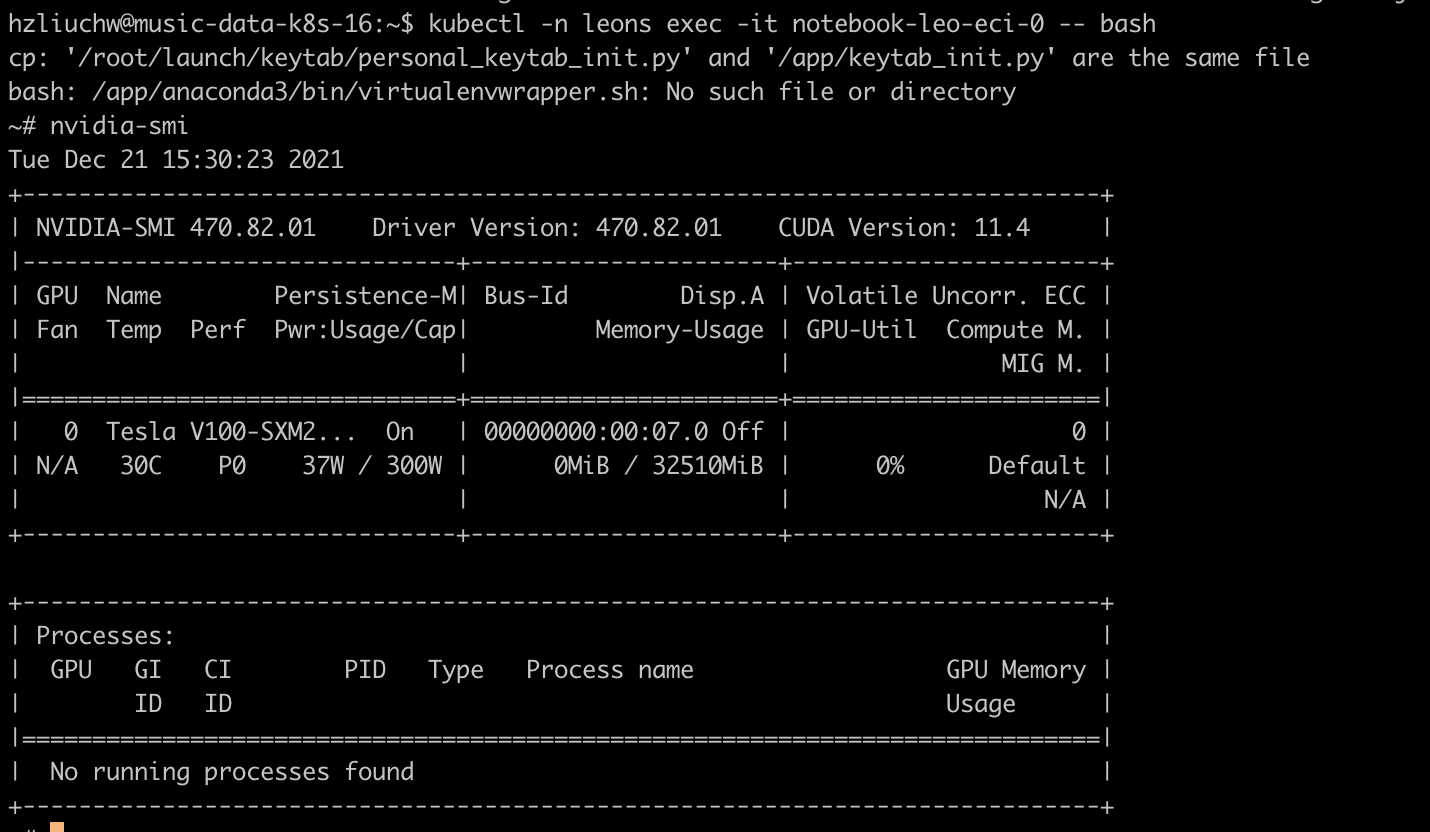 hzliuchw@music-data-k8s-16:~$ kubectl -n leons exec -it notebook-leo-eci-0 -- bash
cp: '/root/launch/keytab/personal_keytab_init.py' and '/app/keytab_init.py' are the same file
bash: /app/anaconda3/bin/virtualenvwrapper.sh: No such file or directory
~# nvidia-smi
Tue Dec 21 15:30:23 2021
+-----------------------------------------------------------------------------+
| NVIDIA-SMI 470.82.01    Driver Version: 470.82.01    CUDA Version: 11.4     |
|-------------------------------+----------------------+----------------------+
| GPU  Name        Persistence-M| Bus-Id        Disp.A | Volatile Uncorr. ECC |
| Fan  Temp  Perf  Pwr:Usage/Cap|         Memory-Usage | GPU-Util  Compute M. |
|                               |                      |               MIG M. |
|===============================+======================+======================|
|   0  Tesla V100-SXM2...  On   | 00000000:00:07.0 Off |                    0 |
| N/A   30C    P0    37W / 300W |      0MiB / 32510MiB |      0%      Default |
|                               |                      |                  N/A |
+-------------------------------+----------------------+----------------------+

+-----------------------------------------------------------------------------+
| Processes:                                                                  |
|  GPU   GI   CI        PID   Type   Process name                  GPU Memory |
|        ID   ID                                                   Usage      |
|=============================================================================|
|  No running processes found                                                 |
+-----------------------------------------------------------------------------+